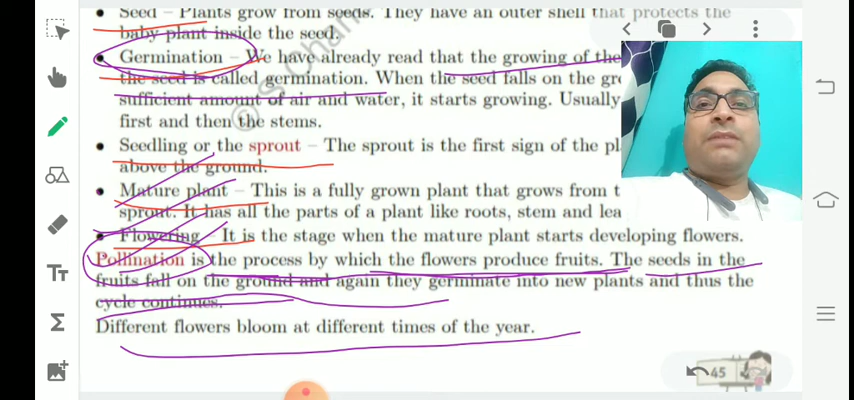 • Seed – Plants grow from seeds. They have an outer shell that protects the
baby plant inside the seed.
• Germination – We have already read that the growing of the
the seed is called germination. When the seed falls on the gr
sufficient amount of air and water, it starts growing. Usually
first and then the stems.
• Seedling or the sprout – The sprout is the first sign of the pl
above the ground.
• Mature plant – This is a fully grown plant that grows from t
sprout. It has all the parts of a plant like roots, stem and lea
• Flowering – It is the stage when the mature plant starts developing flowers.
Pollination is the process by which the flowers produce fruits. The seeds in the
fruits fall on the ground and again they germinate into new plants and thus the
cycle continues.
Different flowers bloom at different times of the year.
45